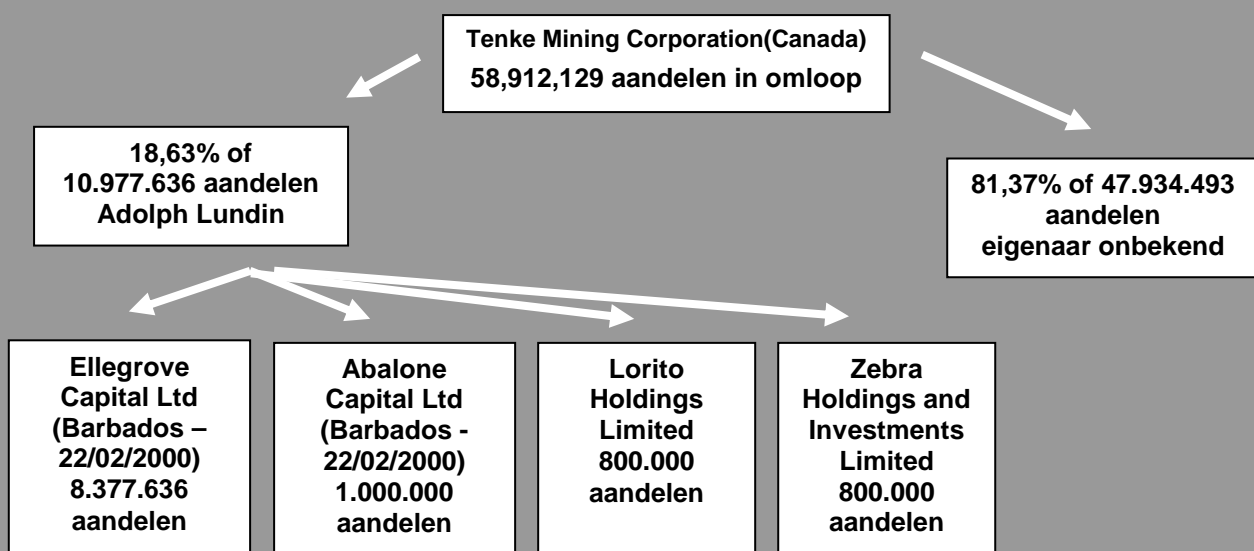 Tenke Mining Corporation(Canada)
58,912,129 aandelen in omloop
18,63% of
10.977.636 aandelen
Adolph Lundin
81,37% of 47.934.493
aandelen
eigenaar onbekend
Ellegrove
Capital Ltd
(Barbados –
22/02/2000)
8.377.636
aandelen
Abalone
Capital Ltd
(Barbados -
22/02/2000)
1.000.000
aandelen
Lorito
Holdings
Limited
800.000
aandelen
Zebra
Holdings and
Investments
Limited
800.000
aandelen